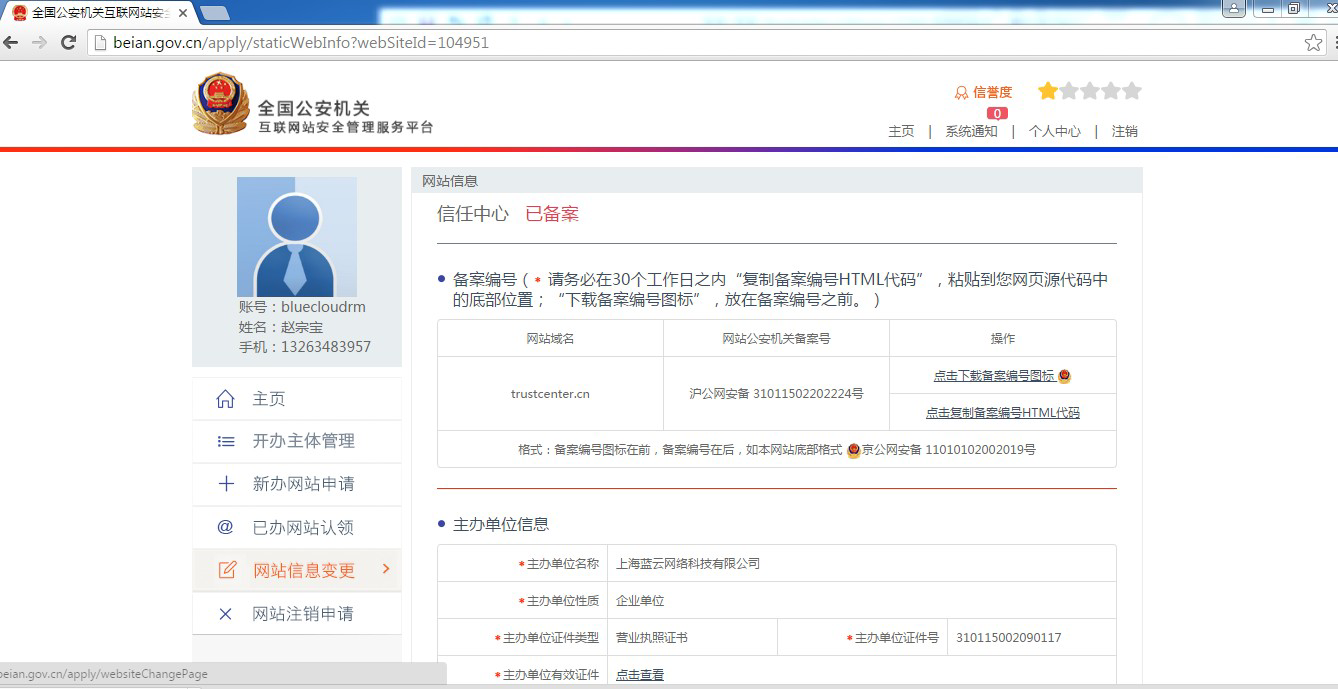 全国公安机关互联网站安
beian.gov.cn/apply/staticWebInfo?webSiteId=104951
全国公安机关
互联网站安全管理服务平台
信誉度
0
主页 | 系统通知 | 个人中心 | 注销
账号：bluecloudrm
姓名：赵宗宝
手机：13263483957
主页
开办主体管理
新办网站申请
已办网站认领
网站信息变更
网站注销申请
网站信息
信任中心 已备案
备案编号（ * 请务必在30个工作日之内“复制备案编号HTML代码”，粘贴到您网页源代码中
的底部位置；“下载备案编号图标”，放在备案编号之前。）
网站域名 网站公安机关备案号 操作
trustcenter.cn 沪公网安备 31011502202224号 点击下载备案编号图标
点击复制备案编号HTML代码
格式：备案编号图标在前，备案编号在后，如本网站底部格式 京公网安备 11010102002019号
主办单位信息
*主办单位名称 上海蓝云网络科技有限公司
*主办单位性质 企业单位
*主办单位证件类型 营业执照证书 *主办单位证件号 310115002090117
*主办单位有效证件 点击查看
beian.gov.cn/apply/websiteChangePage